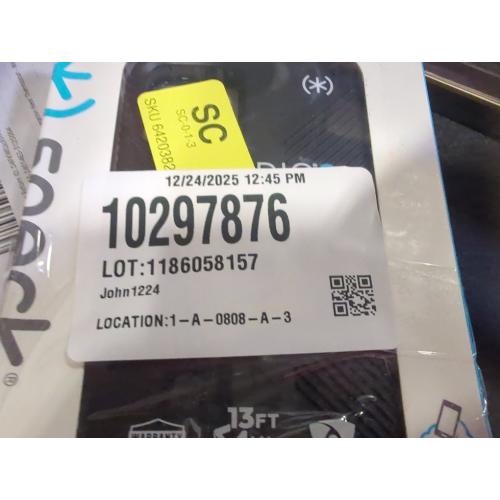 speck®
SC
SC-0-1-3
SKU 6420382
12/24/2025 12:45 PM
10297876
LOT:1186058157
John1224
LOCATION:1-A-0808-A-3
WARRANTY
13FT